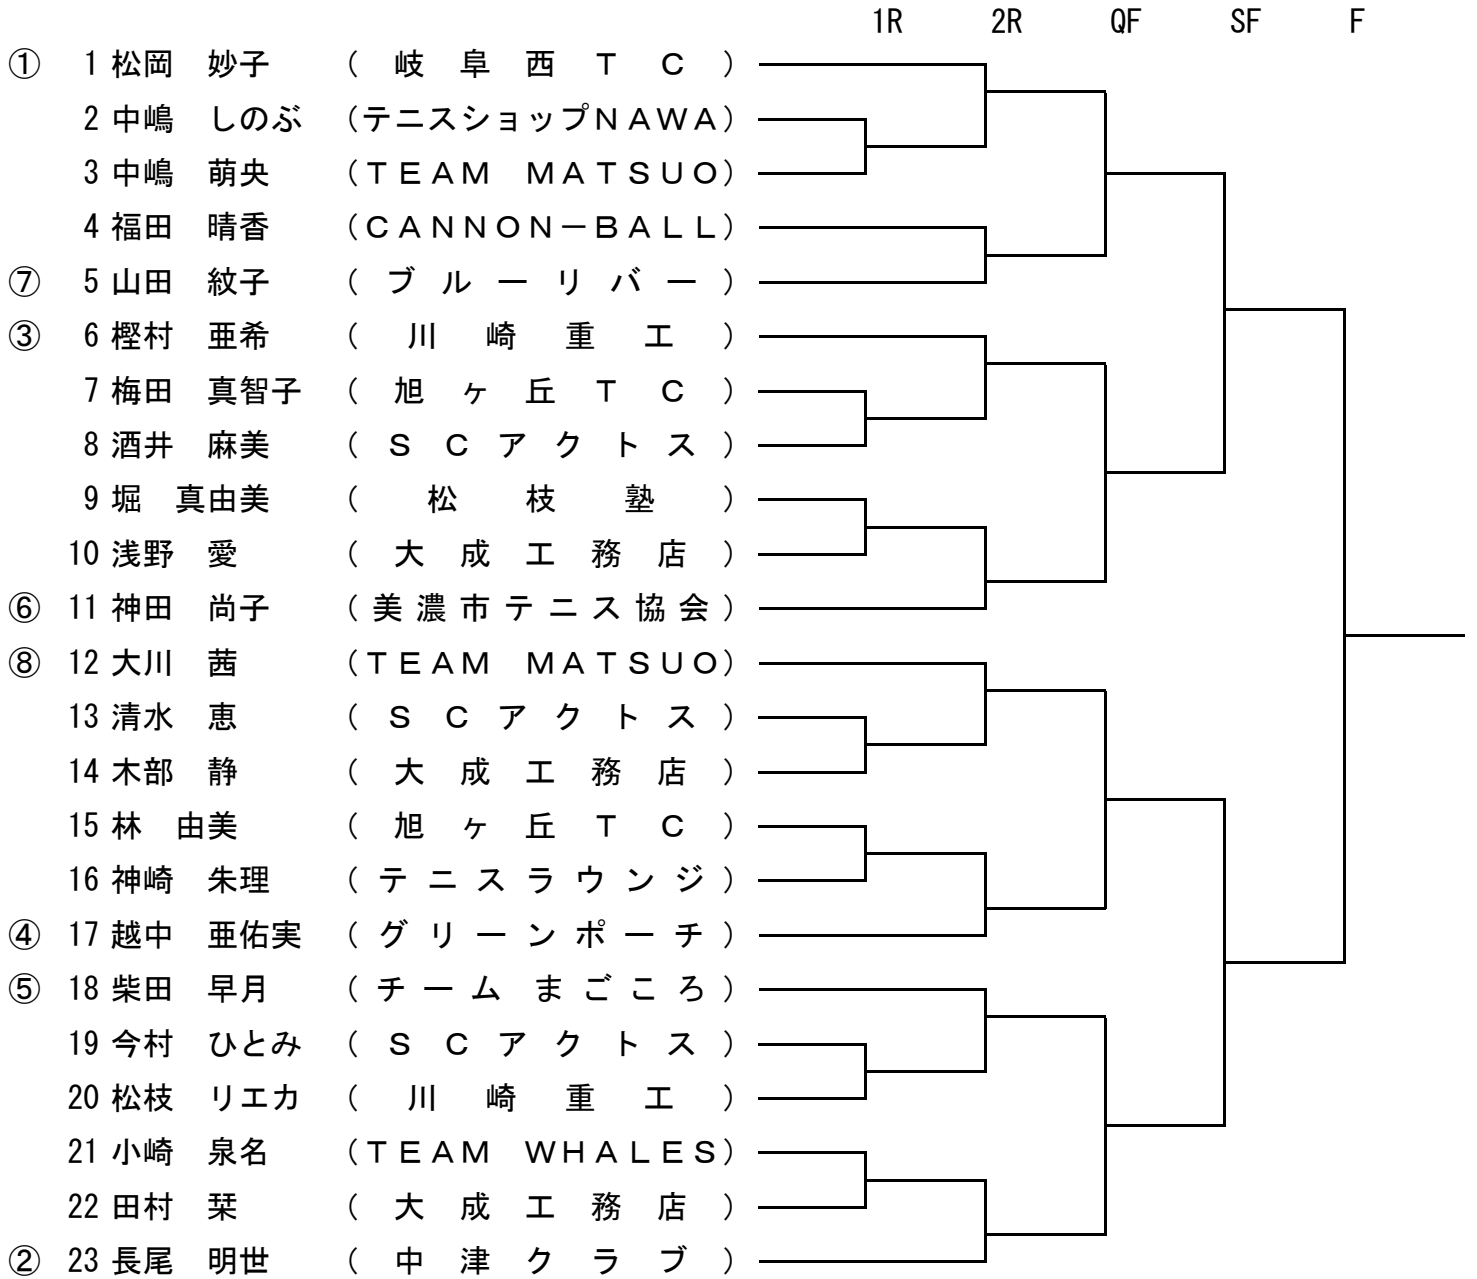 1R 2R QF SF F
① 1 松岡 妙子 (岐阜西TC)
2 中嶋 しのぶ (テニスショップNAWA)
3 中嶋 萌央 (TEAM MATSUO)
4 福田 晴香 (CANNON－BALL)
⑦ 5 山田 紋子 (ブルーリバー)
③ 6 樫村 亜希 (川崎重工)
7 梅田 真智子 (旭ヶ丘TC)
8 酒井 麻美 (SCアクトス)
9 堀 真由美 (松枝塾)
10 浅野 愛 (大成工務店)
⑥ 11 神田 尚子 (美濃市テニス協会)
⑧ 12 大川 茜 (TEAM MATSUO)
13 清水 恵 (SCアクトス)
14 木部 静 (大成工務店)
15 林 由美 (旭ヶ丘TC)
16 神崎 朱理 (テニスラウンジ)
④ 17 越中 亜佑実 (グリーンポーチ)
⑤ 18 柴田 早月 (チーム まごころ)
19 今村 ひとみ (SCアクトス)
20 松枝 リエカ (川崎重工)
21 小崎 泉名 (TEAM WHALES)
22 田村 栞 (大成工務店)
② 23 長尾 明世 (中津クラブ)